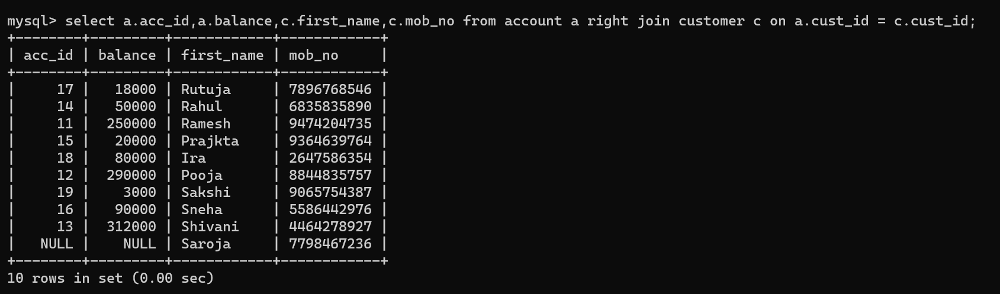 mysql> select a.acc_id,a.balance,c.first_name,c.mob_no from account a right join customer c on a.cust_id = c.cust_id;
+--------+---------+------------+------------+
| acc_id | balance | first_name | mob_no     |
+--------+---------+------------+------------+
|     17 |   18000 | Rutuja     | 7896768546 |
|     14 |   50000 | Rahul      | 6835835890 |
|     11 |  250000 | Ramesh     | 9474204735 |
|     15 |   20000 | Prajkta    | 9364639764 |
|     18 |   80000 | Ira        | 2647586354 |
|     12 |  290000 | Pooja      | 8844835757 |
|     19 |    3000 | Sakshi     | 9065754387 |
|     16 |   90000 | Sneha      | 5586442976 |
|     13 |  312000 | Shivani    | 4464278927 |
|   NULL |    NULL | Saroja     | 7798467236 |
+--------+---------+------------+------------+
10 rows in set (0.00 sec)